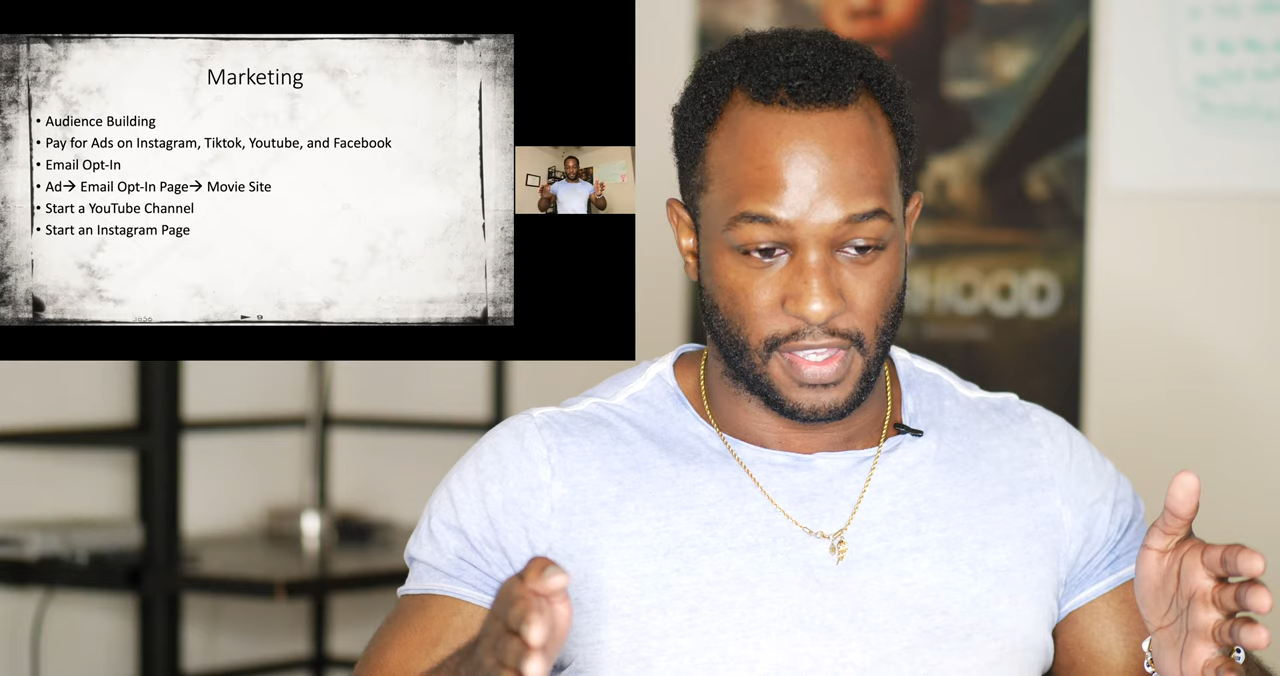 Marketing
• Audience Building
• Pay for Ads on Instagram, Tiktok, Youtube, and Facebook
• Email Opt-In
• Ad→ Email Opt-In Page→ Movie Site
• Start a YouTube Channel
• Start an Instagram Page
9
HOOD